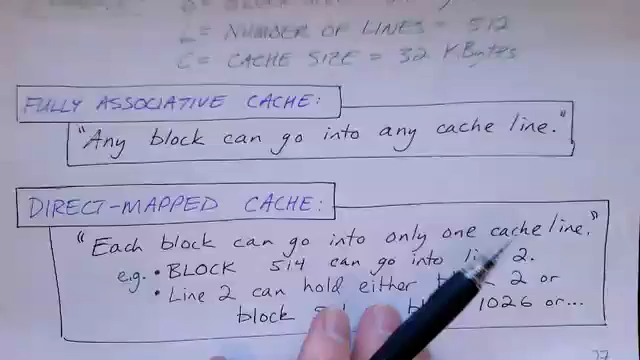 L = NUMBER OF LINES = 512
C = CACHE SIZE = 32 KBytes
FULLY ASSOCIATIVE CACHE:
"Any block can go into any cache line."
DIRECT-MAPPED CACHE:
"Each block can go into only one cache line."
e.g. • BLOCK 514 can go into 2.
• Line 2 can hold either 2 or
block 1026 or...